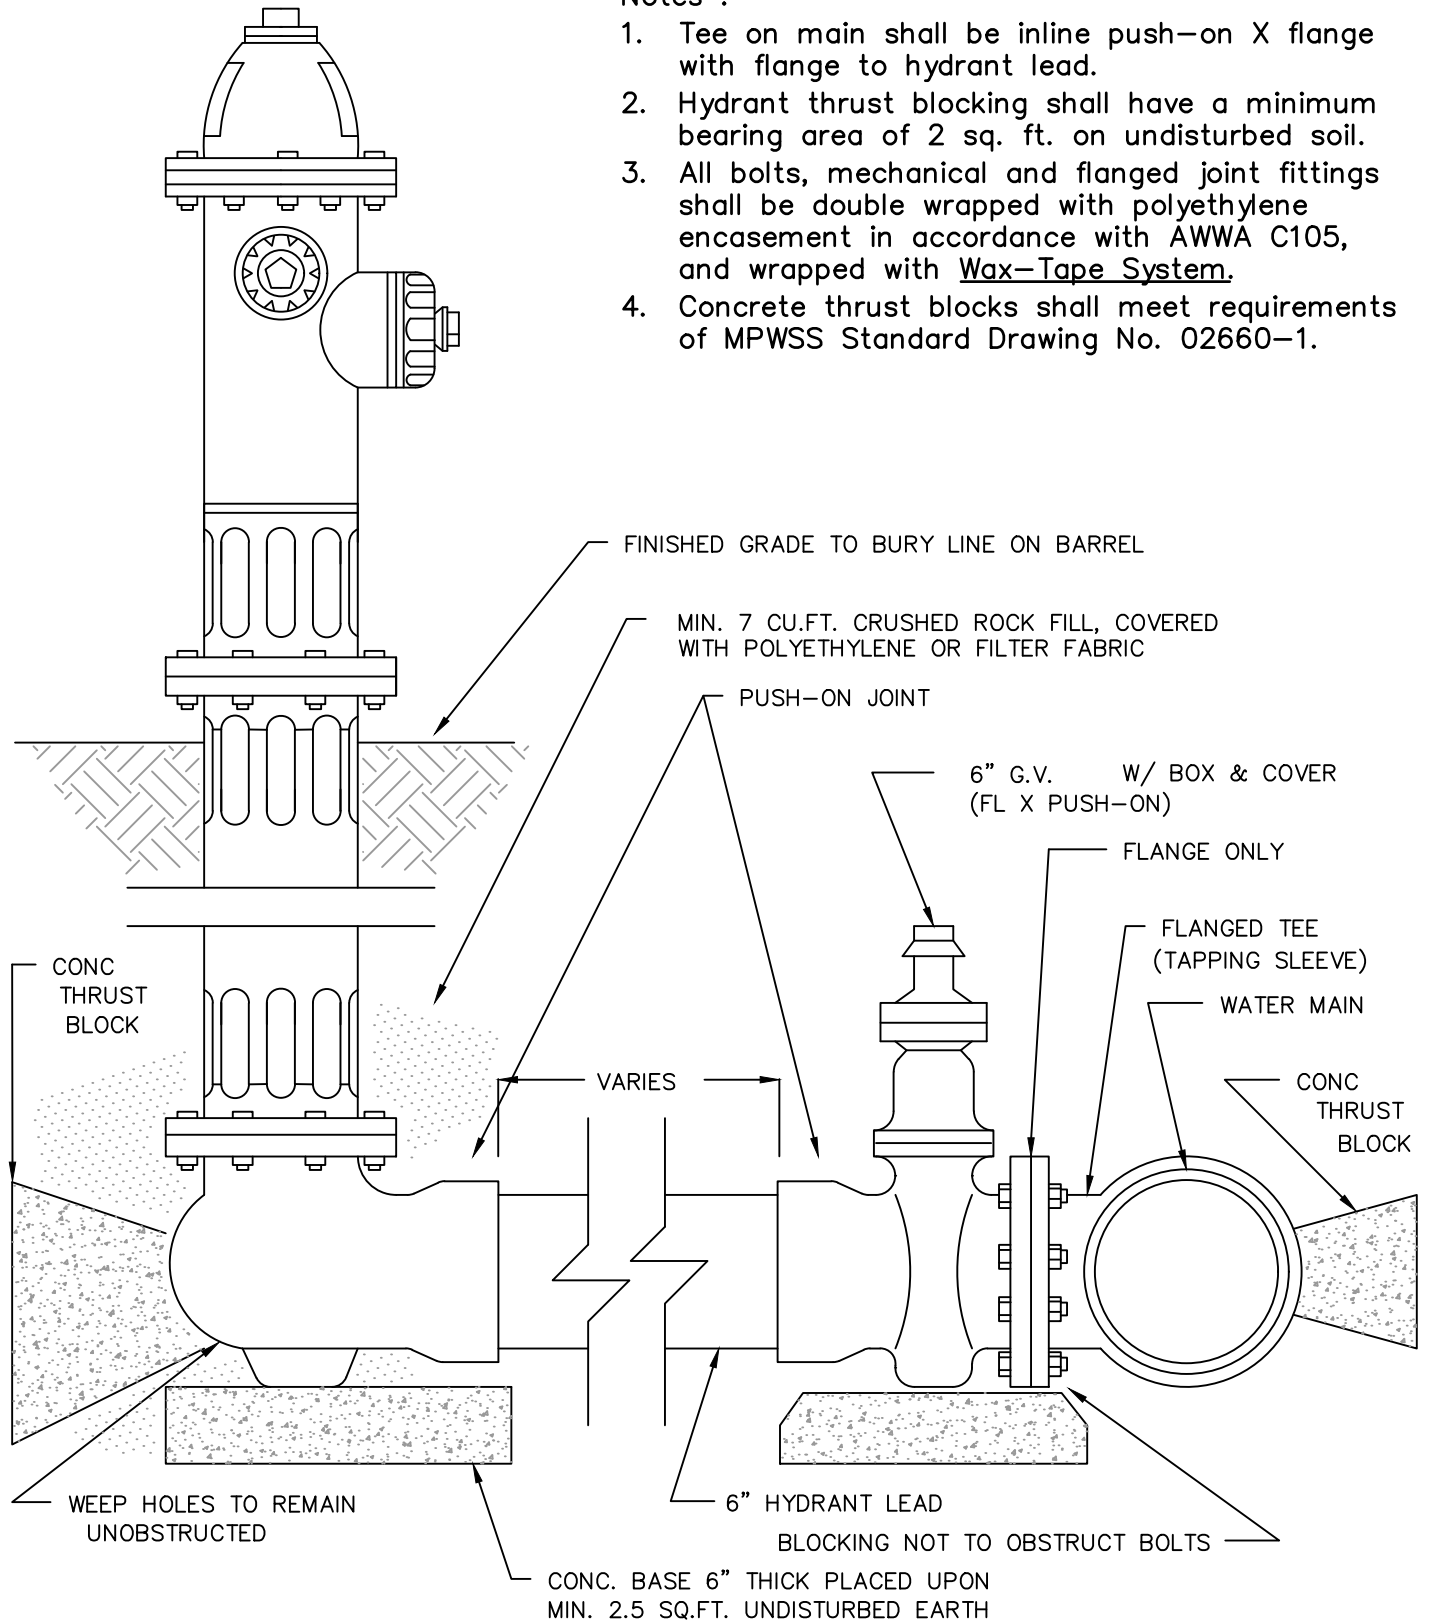 Notes :
1. Tee on main shall be inline push-on X flange
with flange to hydrant lead.
2. Hydrant thrust blocking shall have a minimum
bearing area of 2 sq. ft. on undisturbed soil.
3. All bolts, mechanical and flanged joint fittings
shall be double wrapped with polyethylene
encasement in accordance with AWWA C105,
and wrapped with Wax-Tape System.
4. Concrete thrust blocks shall meet requirements
of MPWSS Standard Drawing No. 02660-1.
FINISHED GRADE TO BURY LINE ON BARREL
MIN. 7 CU.FT. CRUSHED ROCK FILL, COVERED
WITH POLYETHYLENE OR FILTER FABRIC
PUSH-ON JOINT
6" G.V. W/ BOX & COVER
(FL X PUSH-ON)
FLANGE ONLY
FLANGED TEE
(TAPPING SLEEVE)
WATER MAIN
CONC
THRUST
BLOCK
VARIES
CONC
THRUST
BLOCK
WEEP HOLES TO REMAIN
UNOBSTRUCTED
6" HYDRANT LEAD
BLOCKING NOT TO OBSTRUCT BOLTS
CONC. BASE 6" THICK PLACED UPON
MIN. 2.5 SQ.FT. UNDISTURBED EARTH